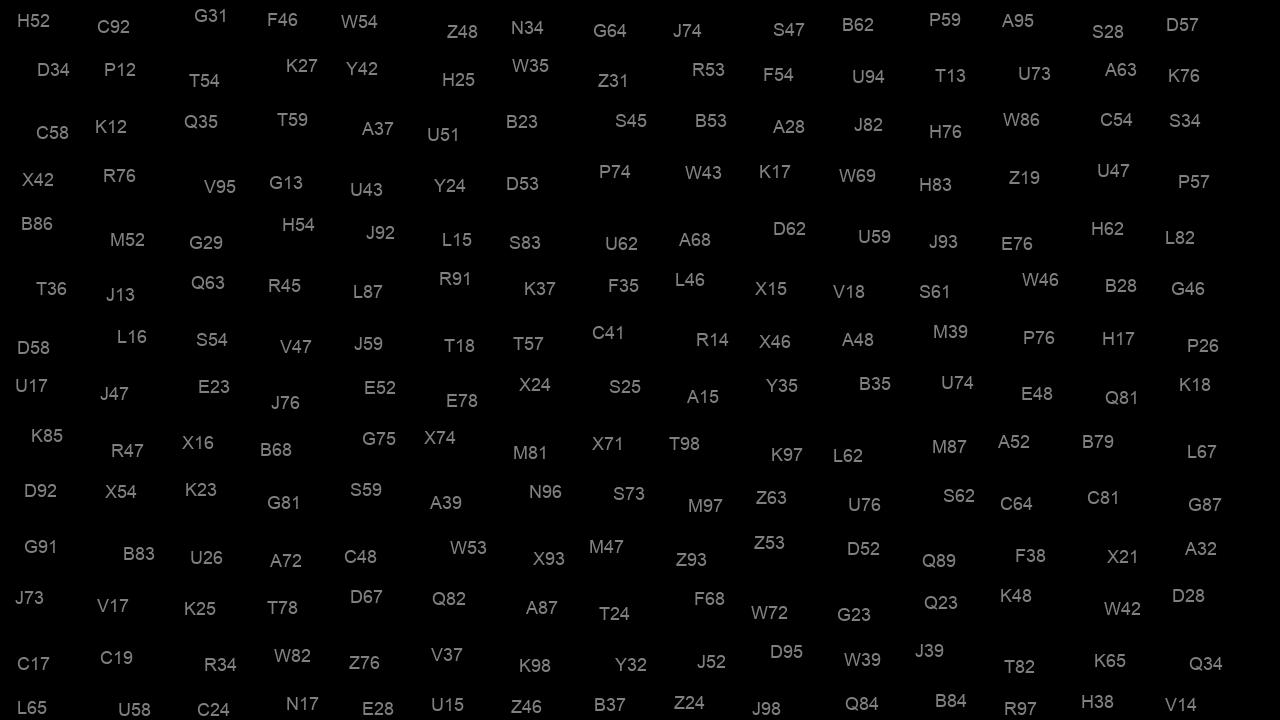 H52 C92 G31 F46 W54 Z48 N34 G64 J74 S47 B62 P59 A95 S28 D57
D34 P12 T54 K27 Y42 H25 W35 Z31 R53 F54 U94 T13 U73 A63 K76
C58 K12 Q35 T59 A37 U51 B23 S45 B53 A28 J82 H76 W86 C54 S34
X42 R76 V95 G13 U43 Y24 D53 P74 W43 K17 W69 H83 Z19 U47 P57
B86 M52 G29 H54 J92 L15 S83 U62 A68 D62 U59 J93 E76 H62 L82
T36 J13 Q63 R45 L87 R91 K37 F35 L46 X15 V18 S61 W46 B28 G46
D58 L16 S54 V47 J59 T18 T57 C41 R14 X46 A48 M39 P76 H17 P26
U17 J47 E23 J76 E52 E78 X24 S25 A15 Y35 B35 U74 E48 Q81 K18
K85 R47 X16 B68 G75 X74 M81 X71 T98 K97 L62 M87 A52 B79 L67
D92 X54 K23 G81 S59 A39 N96 S73 M97 Z63 U76 S62 C64 C81 G87
G91 B83 U26 A72 C48 W53 X93 M47 Z93 Z53 D52 Q89 F38 X21 A32
J73 V17 K25 T78 D67 Q82 A87 T24 F68 W72 G23 Q23 K48 W42 D28
C17 C19 R34 W82 Z76 V37 K98 Y32 J52 D95 W39 J39 T82 K65 Q34
L65 U58 C24 N17 E28 U15 Z46 B37 Z24 J98 Q84 B84 R97 H38 V14